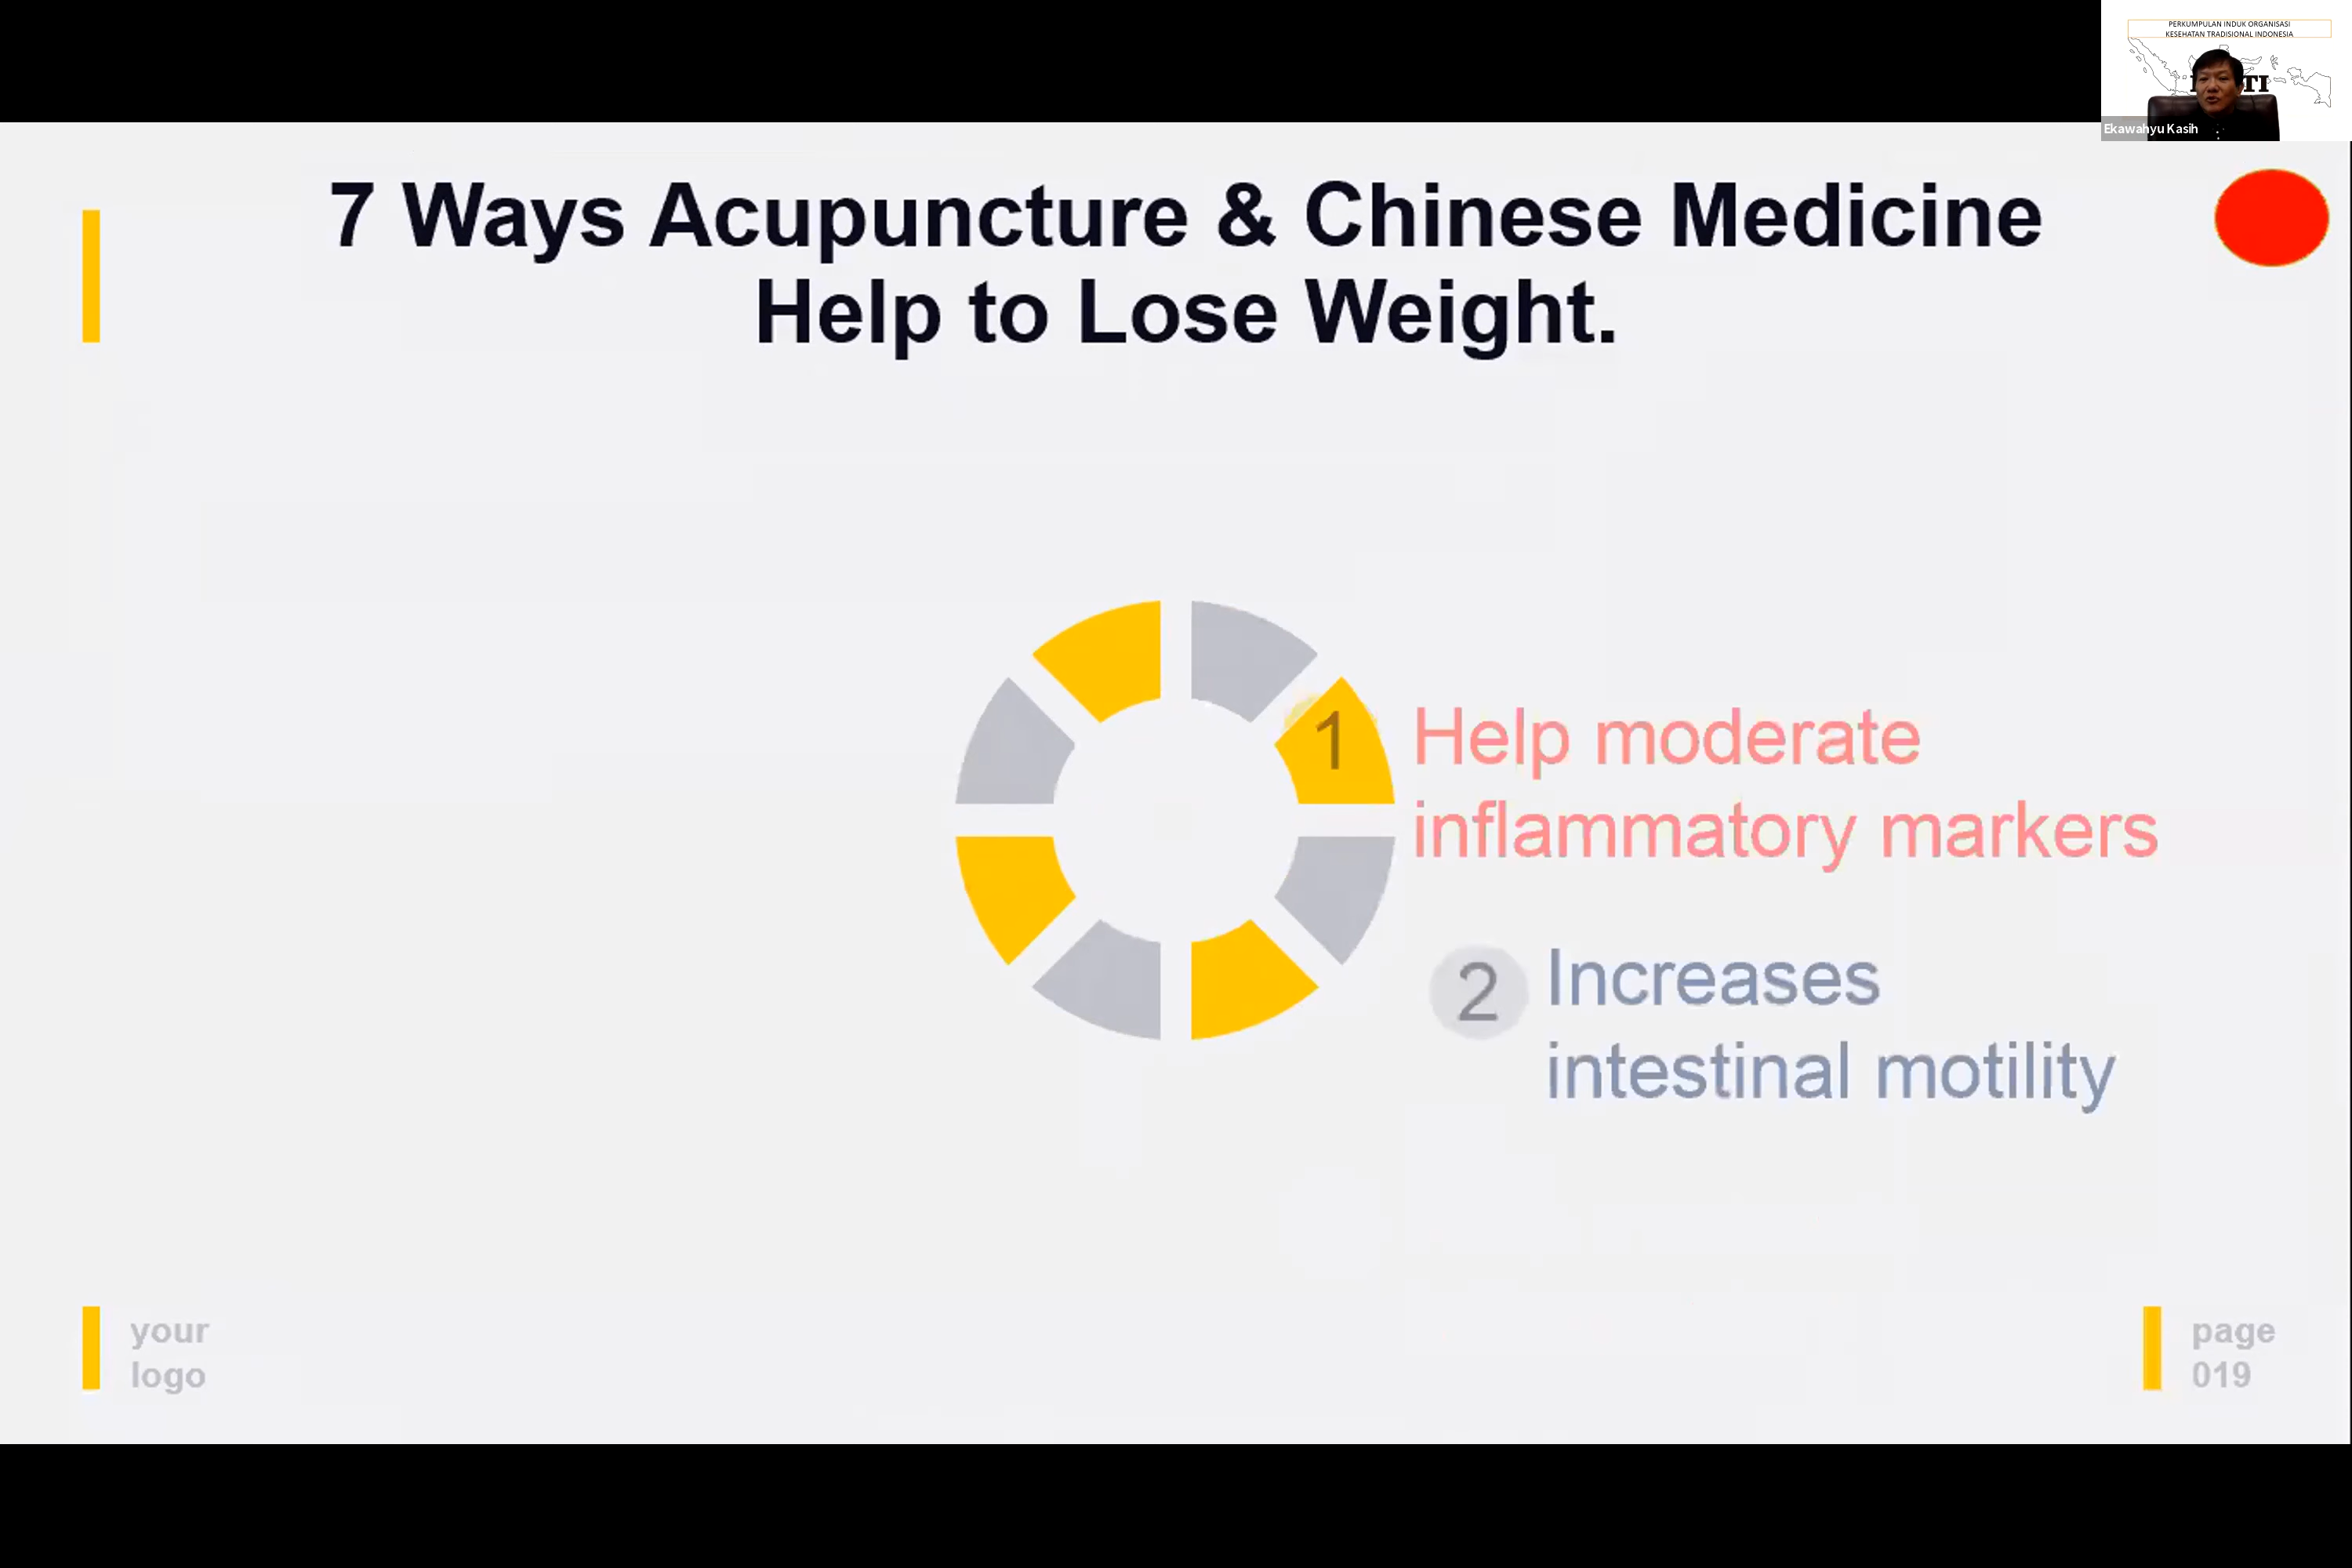 PERKUMPULAN INDUK ORGANISASI
KESEHATAN TRADISIONAL INDONESIA
Ekawahyu Kasih
7 Ways Acupuncture & Chinese Medicine
Help to Lose Weight.
1 Help moderate
inflammatory markers
2 Increases
intestinal motility
your
logo
page
019